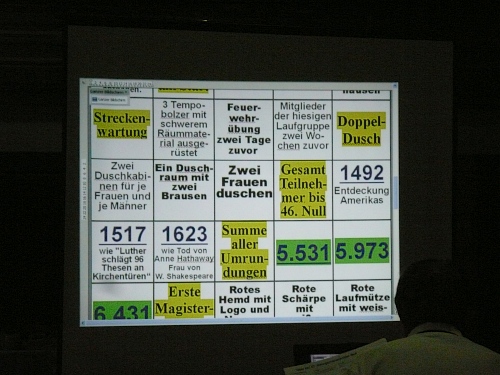 Strecken-
wartung
3 Tempo-
bolzer mit
schwerem
Räummate-
rial ausge-
rüstet
Feuer-
wehr-
übung
zwei Tage
zuvor
Mitglieder
der hiesigen
Laufgruppe
zwei Wo-
chen zuvor
Doppel-
Dusch
Zwei
Duschkabi-
nen für je
Frauen und
je Männer
Ein Dusch-
raum mit
zwei
Brausen
Zwei
Frauen
duschen
Gesamt
Teilneh-
mer bis
46. Null
1492
Entdeckung
Amerikas
1517
wie "Luther
schlägt 96
Thesen an
Kirchentüren"
1623
wie Tod von
Anne Hathaway
Frau von
W. Shakespeare
Summe
aller
Umrun-
dungen
5.531
5.973
6.431
Erste
Magister-
Rotes
Hemd mit
Logo und
Rote
Schärpe
mit
Rote
Laufmütze
mit weis-